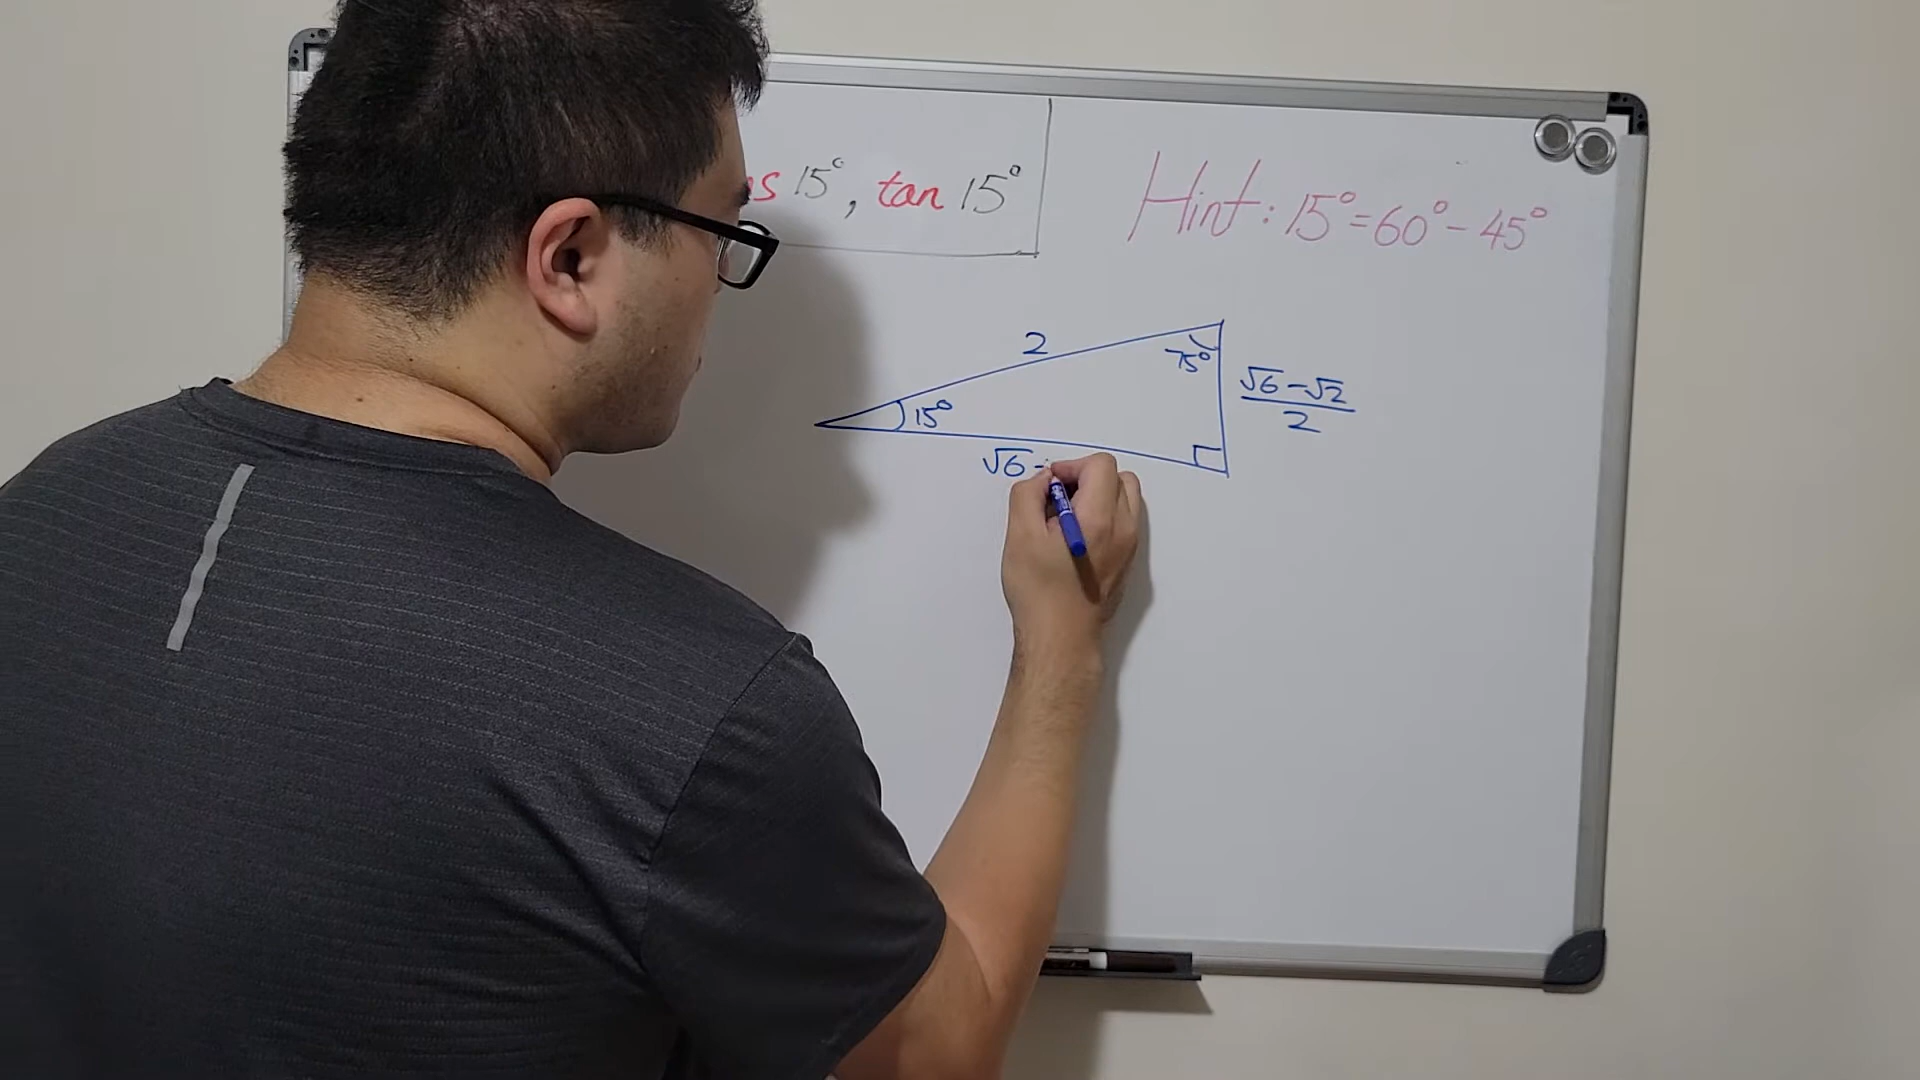 s 15°, tan 15°
Hint: 15° = 60° - 45°
2
75°
15°
√6 - √2
2
√6